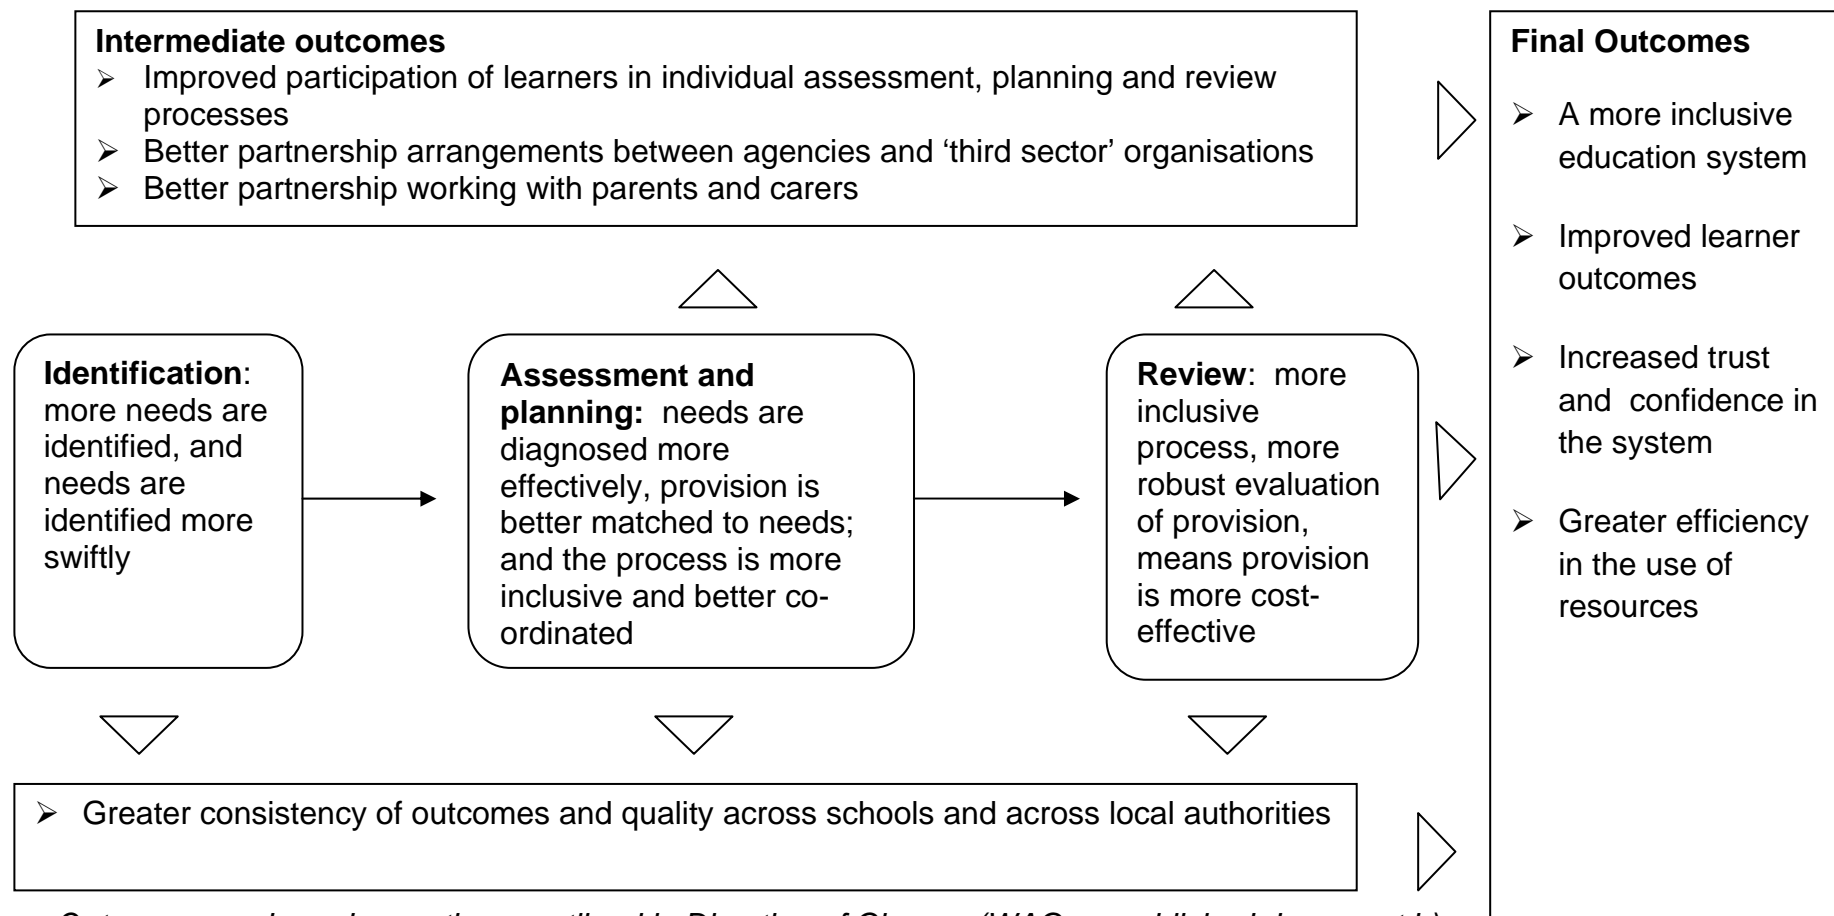 Intermediate outcomes
➢ Improved participation of learners in individual assessment, planning and review
processes
➢ Better partnership arrangements between agencies and ‘third sector’ organisations
➢ Better partnership working with parents and carers
Identification:
more needs are
identified, and
needs are
identified more
swiftly
Assessment and
planning: needs are
diagnosed more
effectively, provision is
better matched to needs;
and the process is more
inclusive and better co-
ordinated
Review: more
inclusive
process, more
robust evaluation
of provision,
means provision
is more cost-
effective
➢ Greater consistency of outcomes and quality across schools and across local authorities
Final Outcomes
➢ A more inclusive
education system
➢ Improved learner
outcomes
➢ Increased trust
and confidence in
the system
➢ Greater efficiency
in the use of
resources